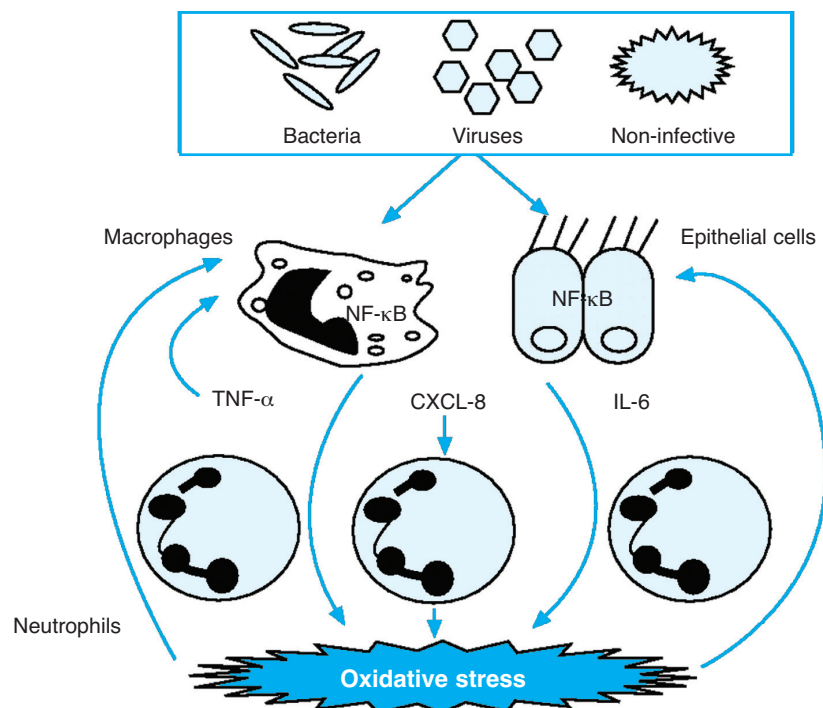 Bacteria
Viruses
Non-infective
Macrophages
Epithelial cells
NF-κB
NF-κB
TNF-α
CXCL-8
IL-6
Neutrophils
Oxidative stress